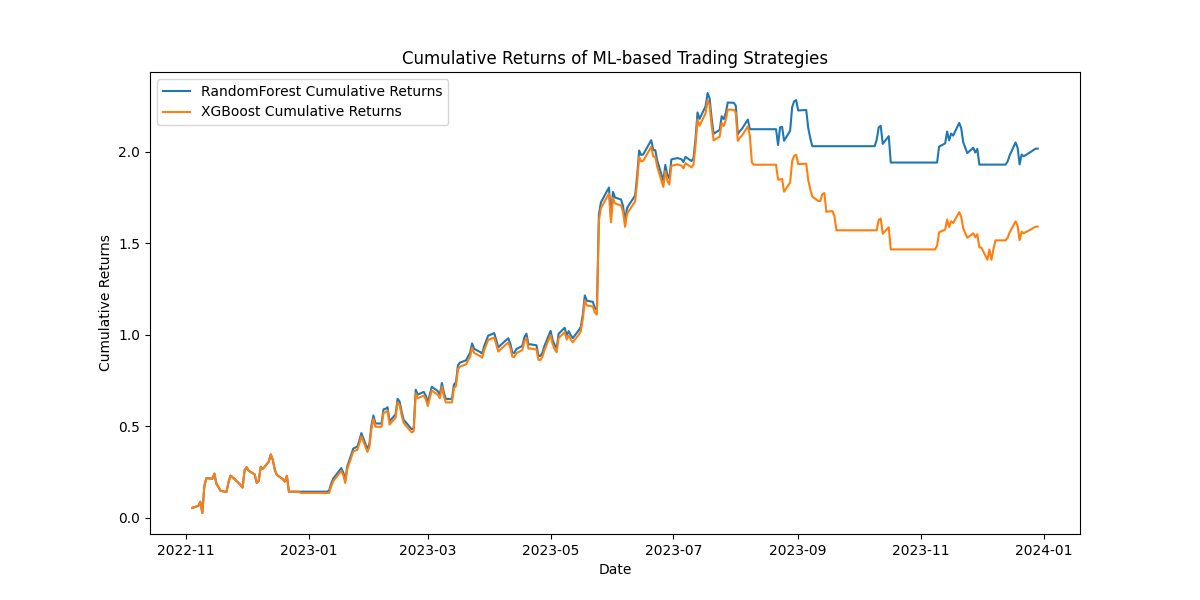 Cumulative Returns of ML-based Trading Strategies
RandomForest Cumulative Returns
XGBoost Cumulative Returns
Cumulative Returns
2.0
1.5
1.0
0.5
0.0
2022-11 2023-01 2023-03 2023-05 2023-07 2023-09 2023-11 2024-01
Date